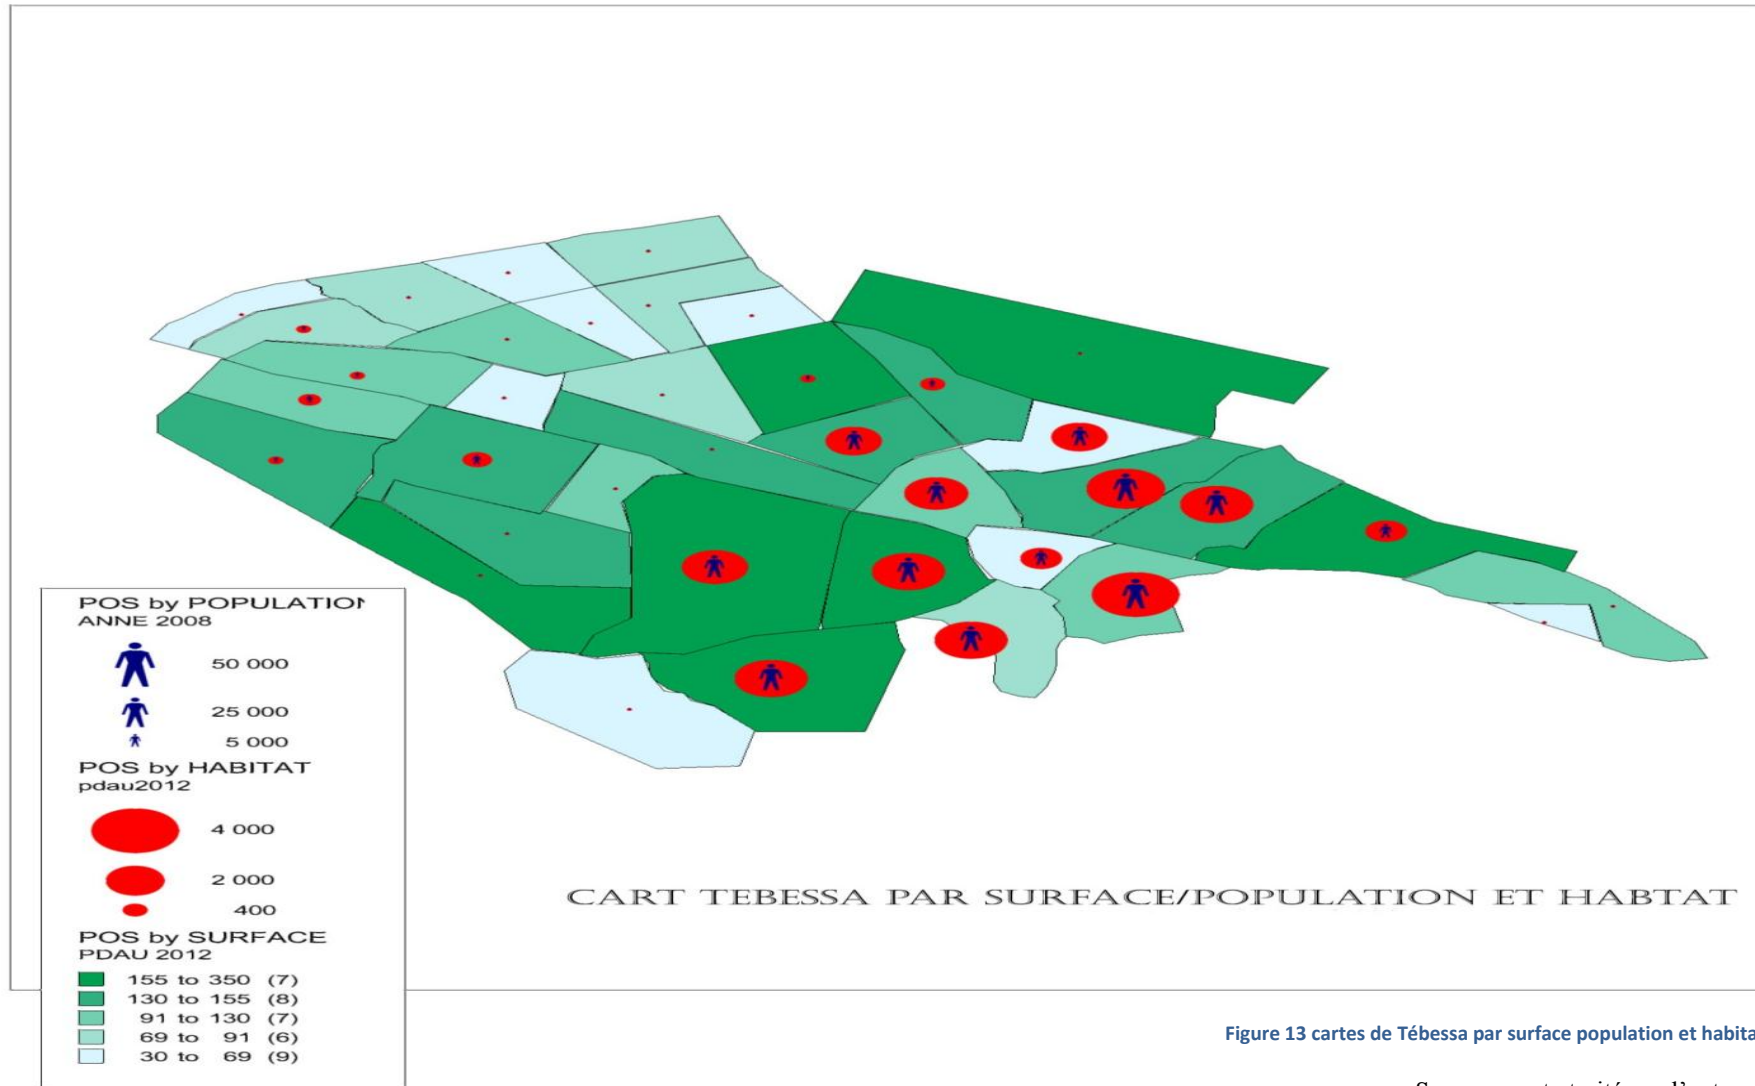 POS by POPULATION
ANNE 2008
50 000
25 000
5 000
POS by HABITAT
pdau2012
4 000
2 000
400
POS by SURFACE
PDAU 2012
155 to 350 (7)
130 to 155 (8)
91 to 130 (7)
69 to 91 (6)
30 to 69 (9)
CART TEBESSA PAR SURFACE/POPULATION ET HABTAT
Figure 13 cartes de Tébessa par surface population et habita